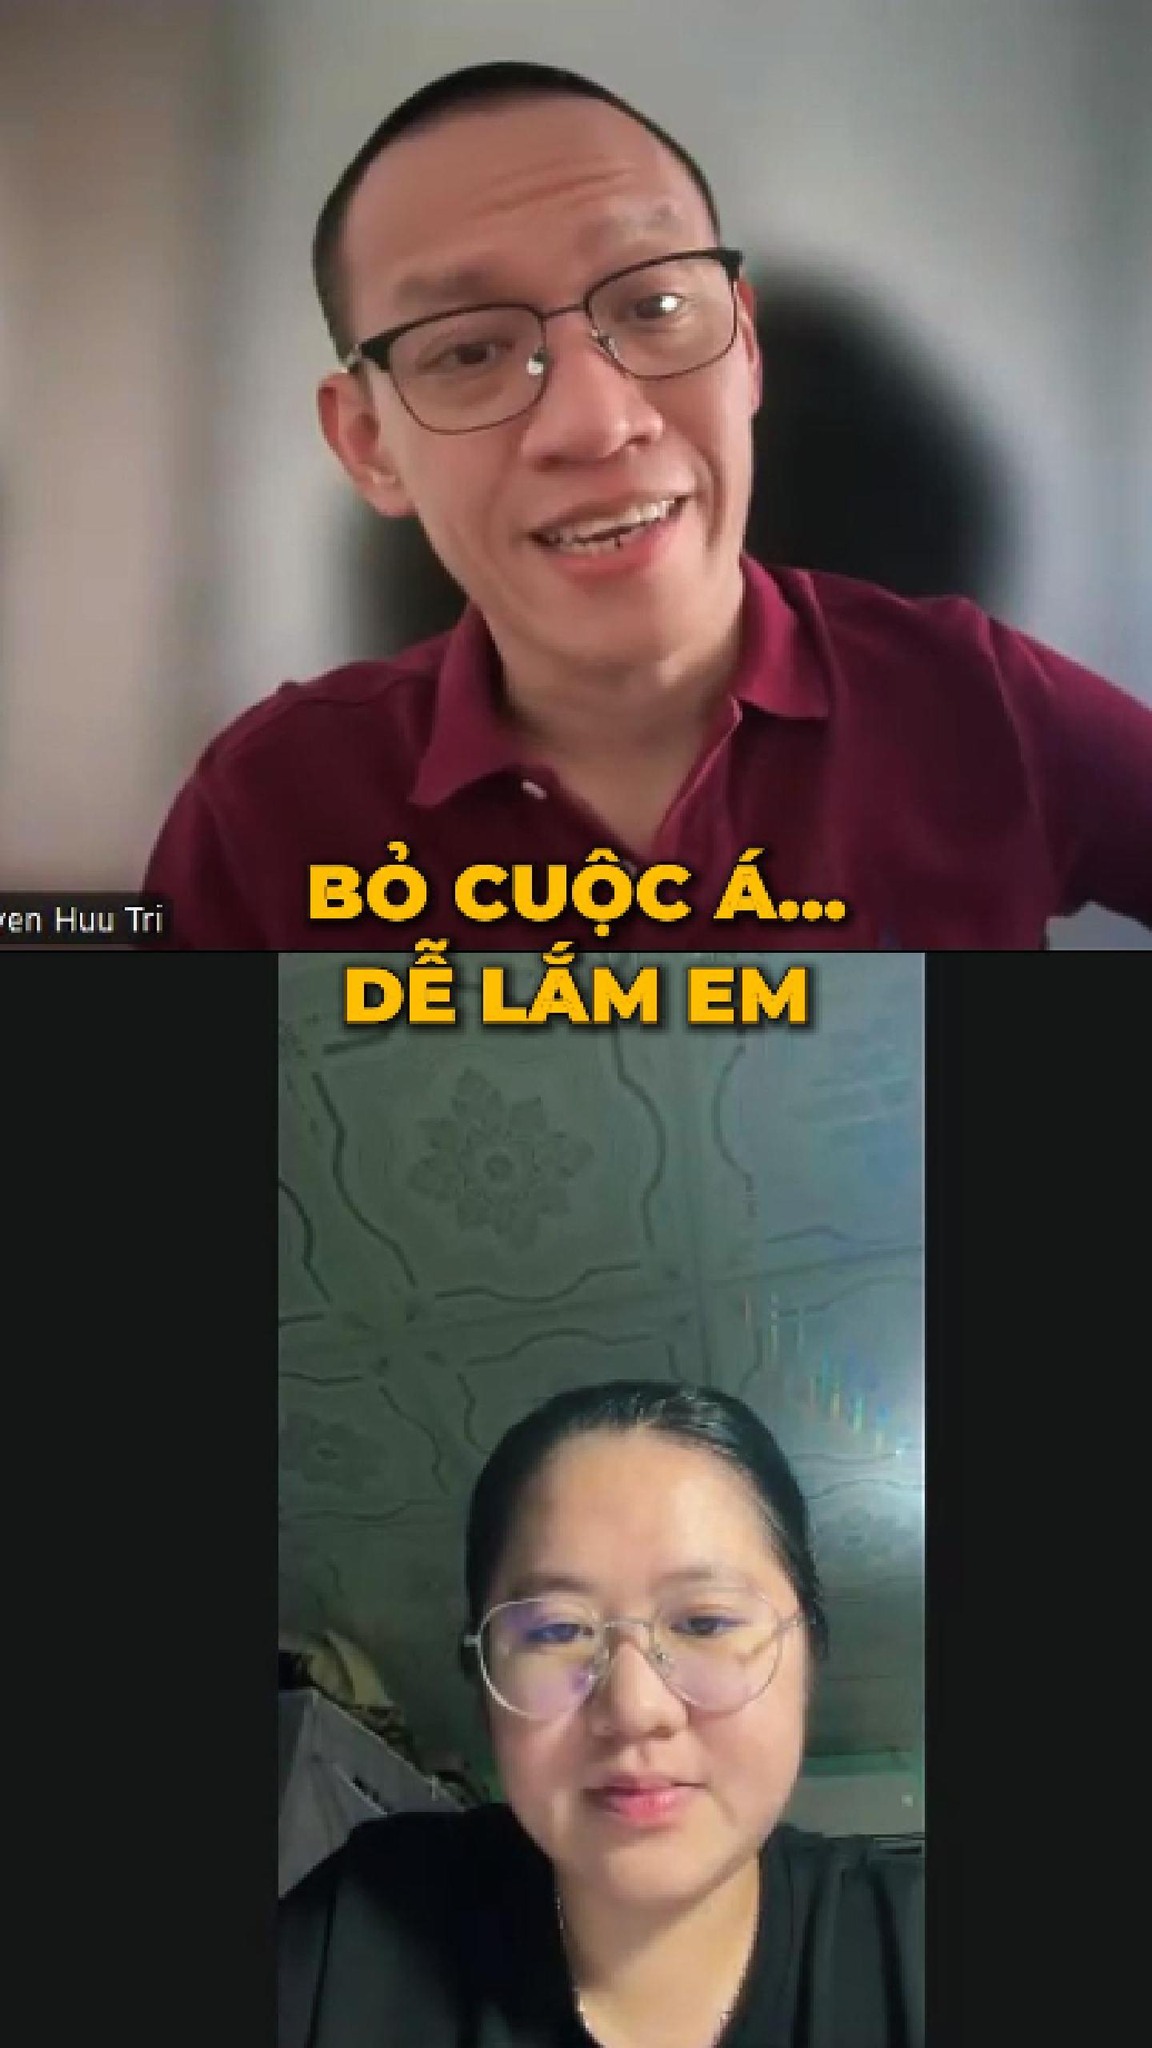 yen Huu Tri
BỎ CUỘC Á...
DỄ LẮM EM